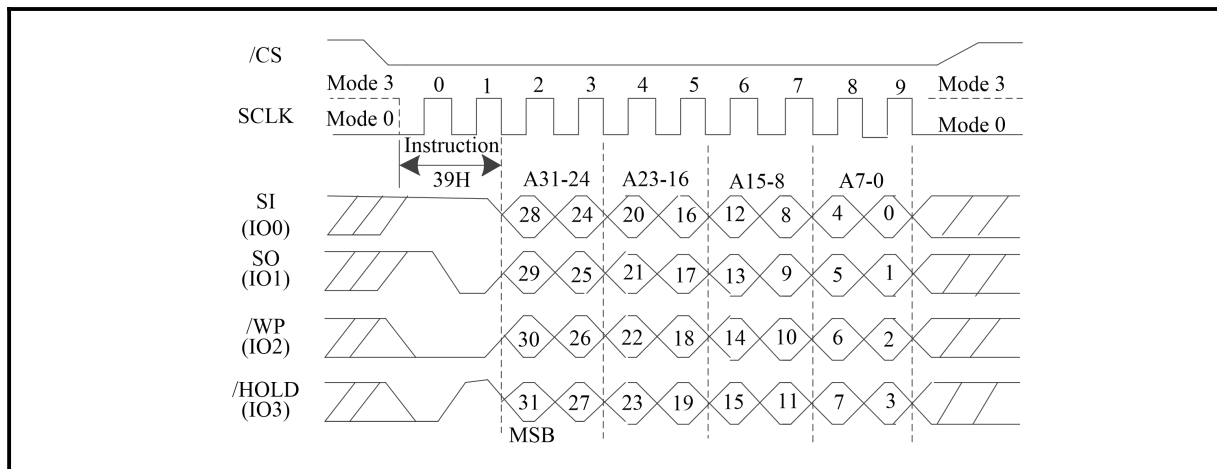 /CS
Mode 3 0 1 2 3 4 5 6 7 8 9 Mode 3
SCLK Mode 0 Mode 0
Instruction
39H A31-24 A23-16 A15-8 A7-0
SI
(IO0) 28 24 20 16 12 8 4 0
SO
(IO1) 29 25 21 17 13 9 5 1
/WP
(IO2) 30 26 22 18 14 10 6 2
/HOLD
(IO3) 31 27 23 19 15 11 7 3
MSB